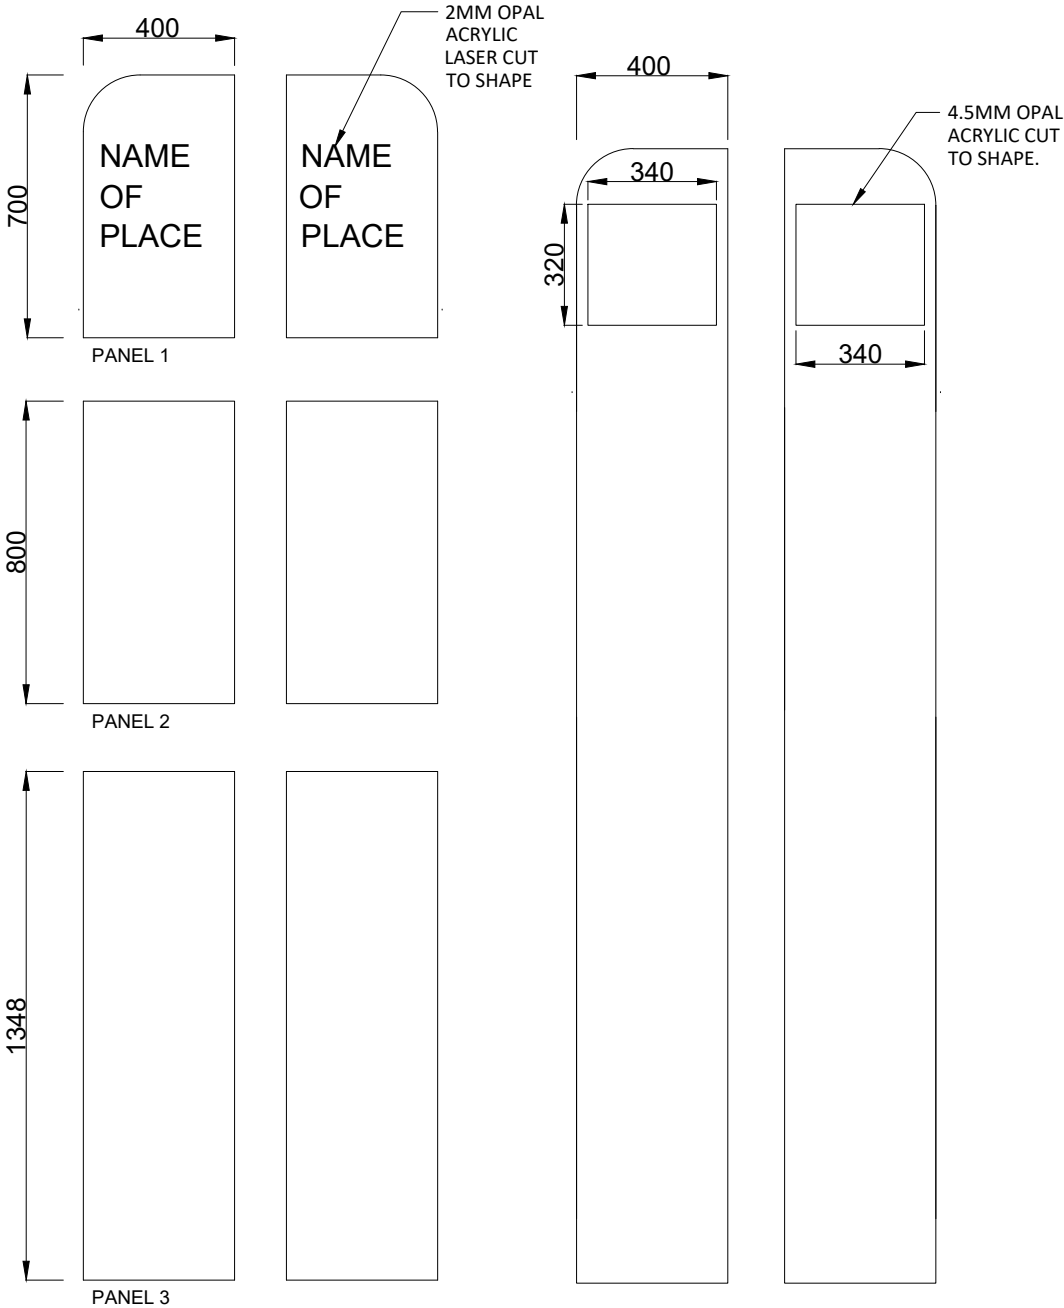 400
2MM OPAL
ACRYLIC
LASER CUT
TO SHAPE
700
NAME
OF
PLACE
NAME
OF
PLACE
PANEL 1
800
PANEL 2
1348
PANEL 3
400
340
320
4.5MM OPAL
ACRYLIC CUT
TO SHAPE.
340